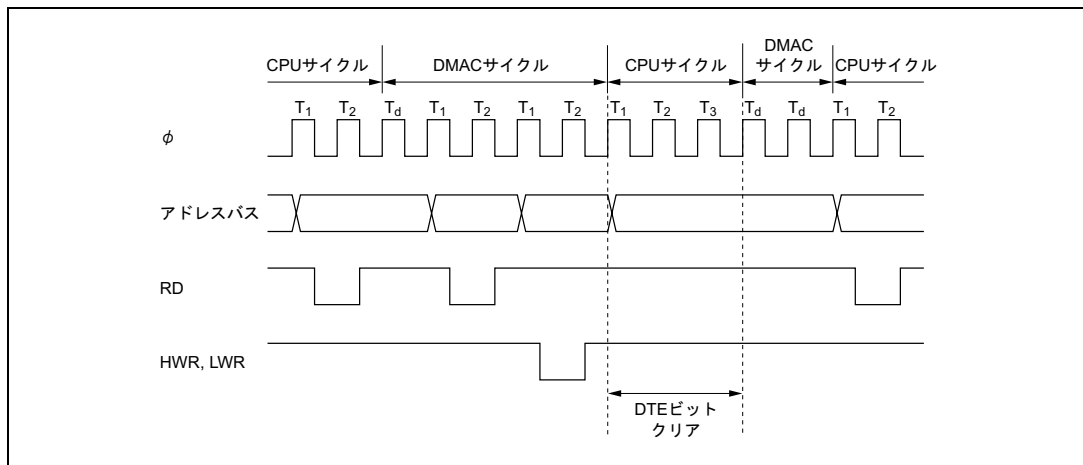 DMAC
CPUサイクル DMACサイクル CPUサイクル サイクル CPUサイクル
T1 T2 Td T1 T2 T1 T2 T1 T2 T3 Td Td T1 T2
φ
アドレスバス
RD
HWR, LWR
DTEビット
クリア